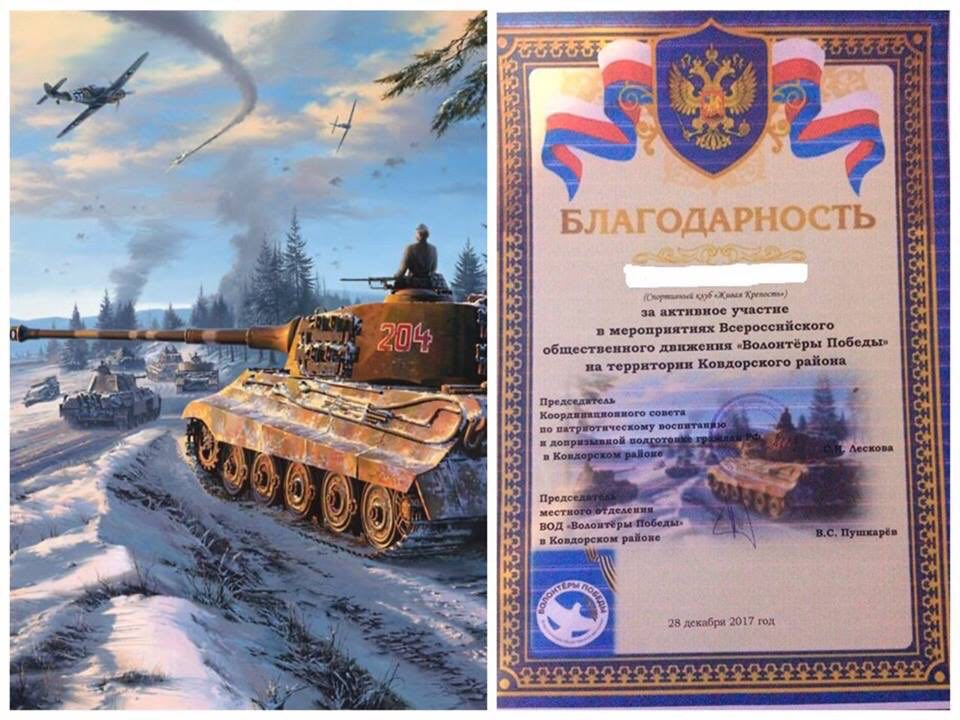 204
БЛАГОДАРНОСТЬ
(Спортивный клуб «Живая Крепость»)
за активное участие
в мероприятиях Всероссийского
общественного движения «Волонтёры Победы»
на территории Ковдорского района
Председатель
Координационного совета
по патриотическому воспитанию
и допризывной подготовке граждан РФ
в Ковдорском районе
Лескова
Председатель
местного отделения
ВОД «Волонтёры Победы»
в Ковдорском районе
В.С. Пушкарёв
ВОЛОНТЁРЫ ПОБЕДЫ
28 декабря 2017 год